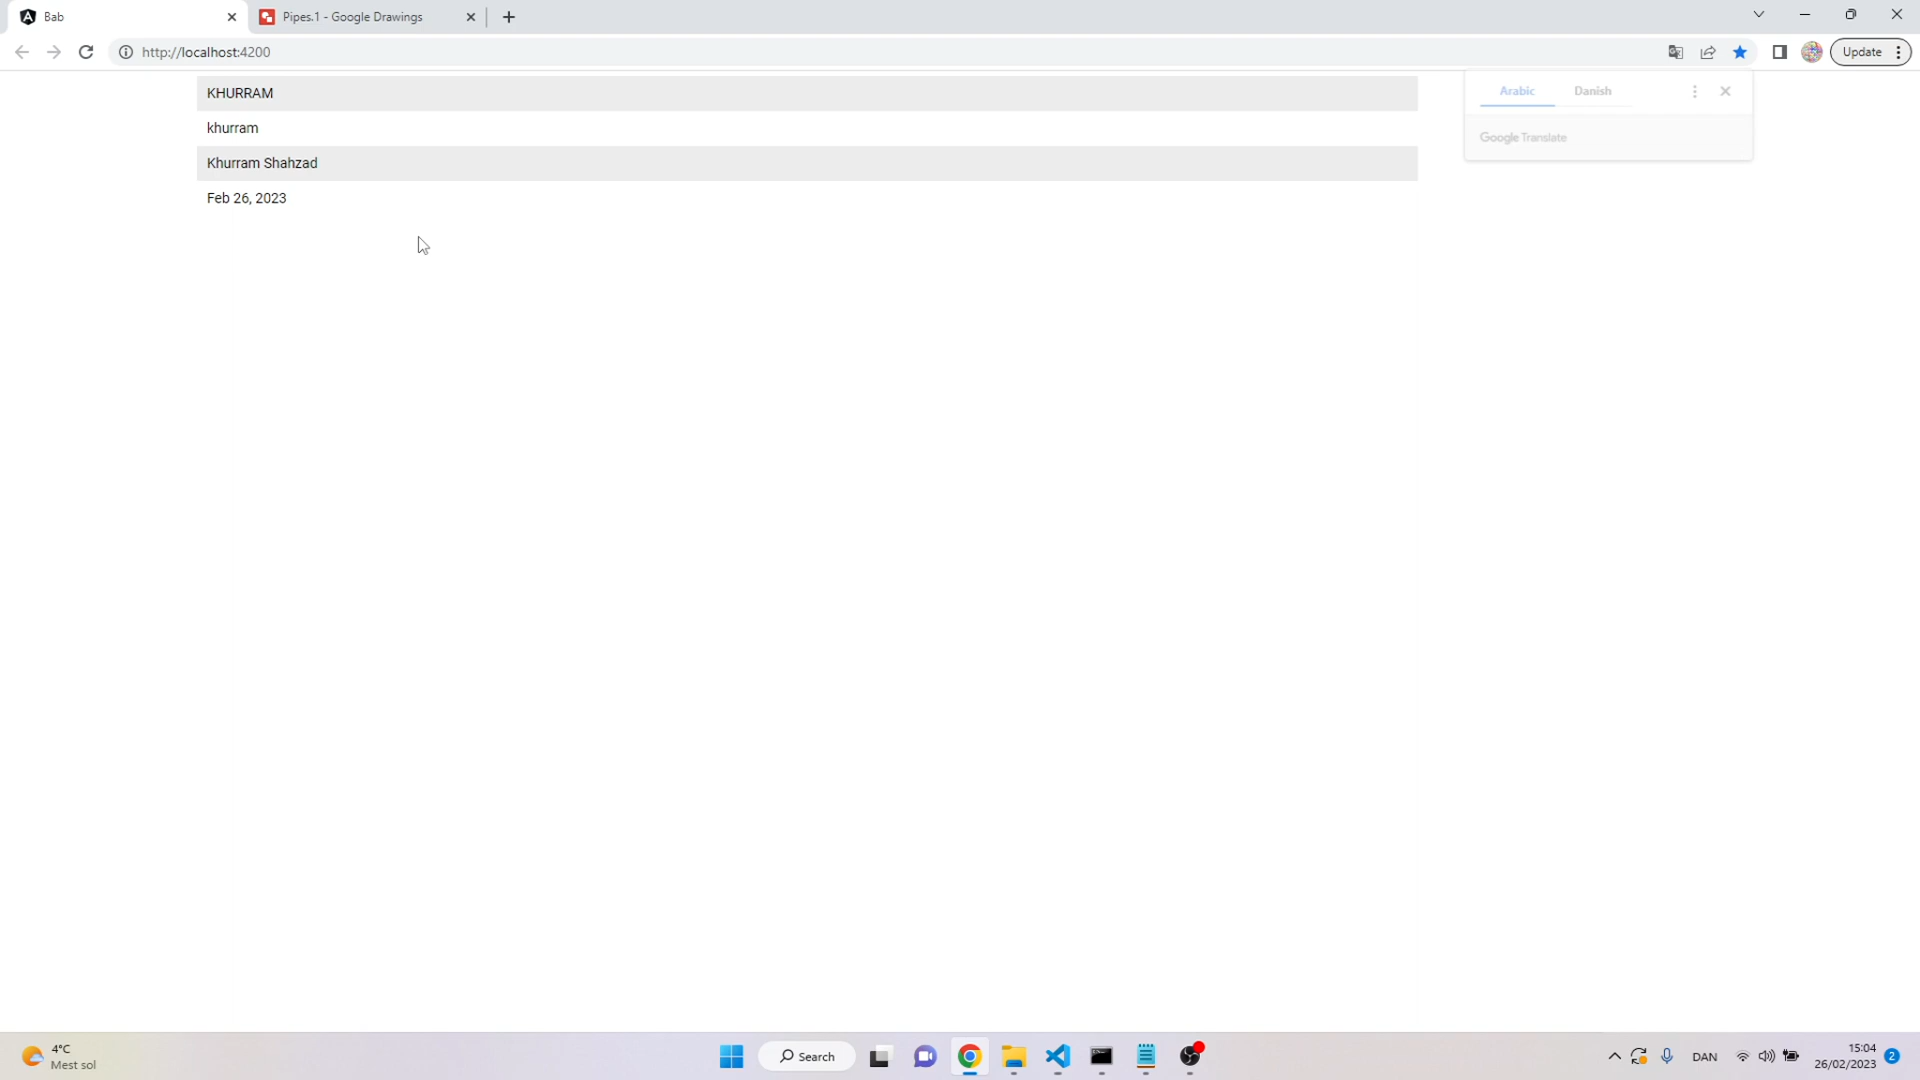 Bab
Pipes.1 - Google Drawings
http://localhost:4200
Update
KHURRAM
khurram
Khurram Shahzad
Feb 26, 2023
Arabic
Danish
Google Translate
4°C
Mest sol
Search
DAN
15:04
26/02/2023
2